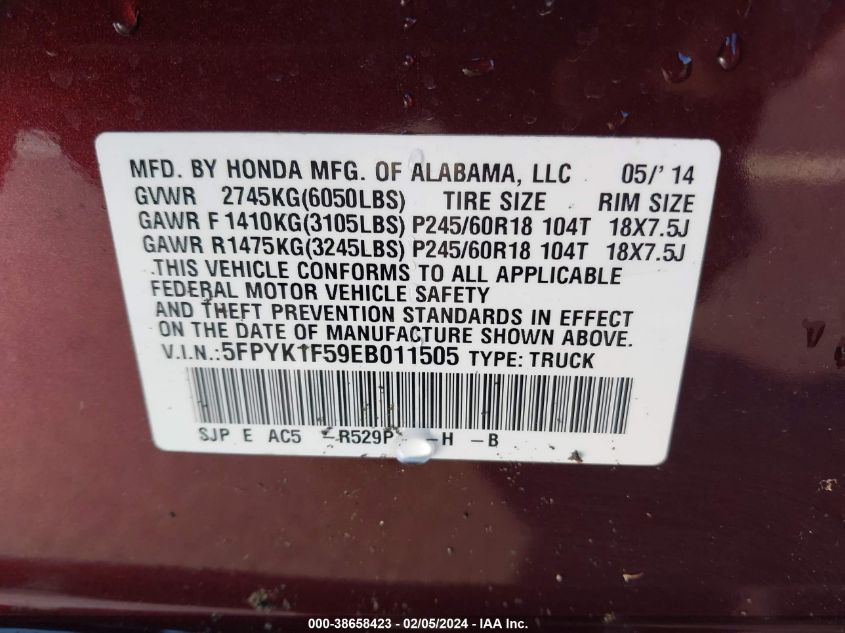 MFD. BY HONDA MFG. OF ALABAMA, LLC 05/' 14
GVWR 2745KG(6050LBS) TIRE SIZE RIM SIZE
GAWR F1410KG(3105LBS) P245/60R18 104T 18X7.5J
GAWR R1475KG(3245LBS) P245/60R18 104T 18X7.5J
THIS VEHICLE CONFORMS TO ALL APPLICABLE
FEDERAL MOTOR VEHICLE SAFETY
AND THEFT PREVENTION STANDARDS IN EFFECT
ON THE DATE OF MANUFACTURE SHOWN ABOVE.
V.I.N.:5FPYK1F59EB011505 TYPE: TRUCK
SJP E AC5 -R529P -H -B
000-38658423 - 02/05/2024 - IAA Inc.